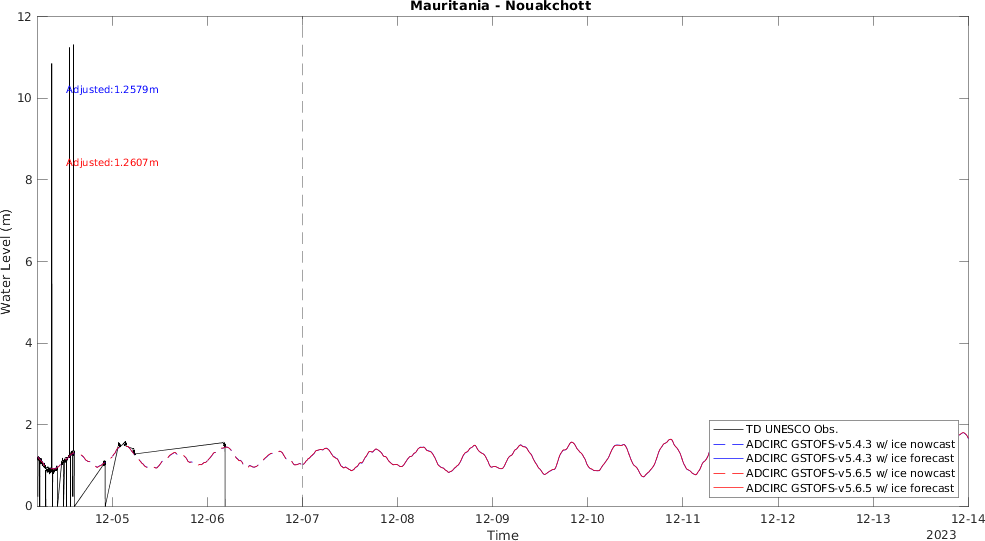 Mauritania - Nouakchott
12
10
8
6
4
2
0
Water Level (m)
Adjusted:1.2579m
Adjusted:1.2607m
TD UNESCO Obs.
ADCIRC GSTOFS-v5.4.3 w/ ice nowcast
ADCIRC GSTOFS-v5.4.3 w/ ice forecast
ADCIRC GSTOFS-v5.6.5 w/ ice nowcast
ADCIRC GSTOFS-v5.6.5 w/ ice forecast
12-05 12-06 12-07 12-08 12-09 12-10 12-11 12-12 12-13 12-14
Time
2023